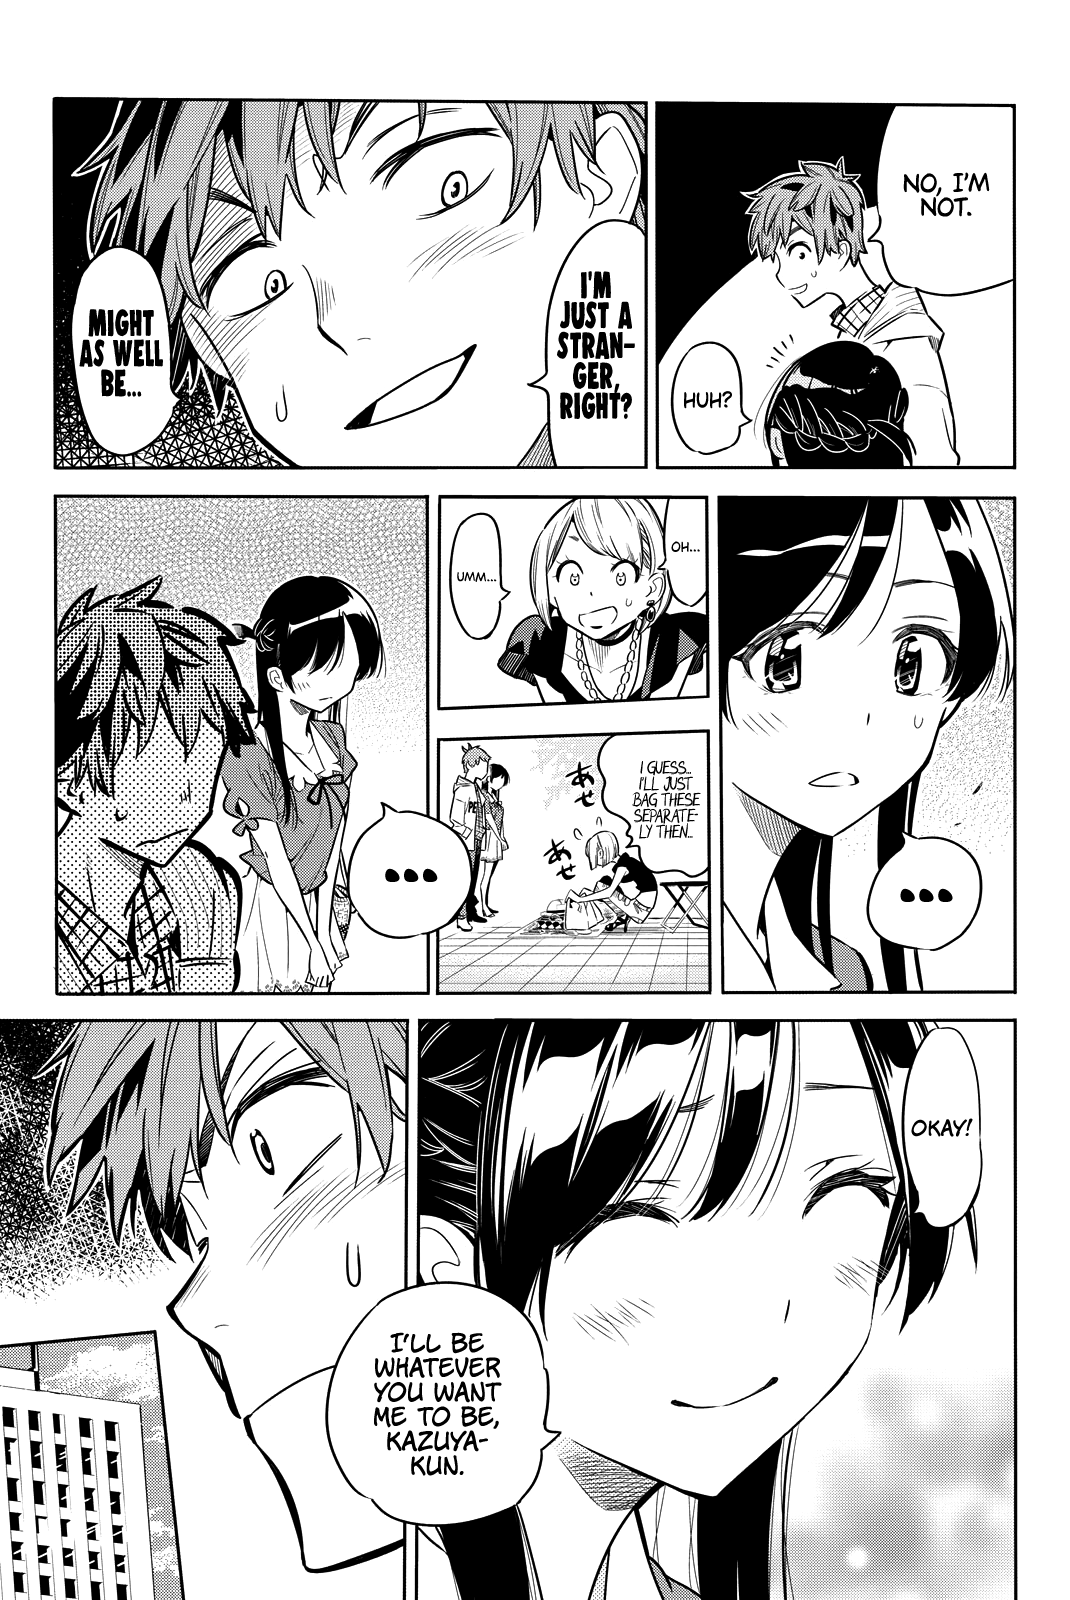 NO, I'M
NOT.
HUH?
I'M
JUST A
STRAN-
GER,
RIGHT?
MIGHT
AS WELL
BE...
...
OH...
UMM...
I GUESS...
I'LL JUST
BAG THESE
SEPARATE-
LY THEN...
あせ
あせ
PE
...
OKAY!
I'LL BE
WHATEVER
YOU WANT
ME TO BE,
KAZUYA-
KUN.